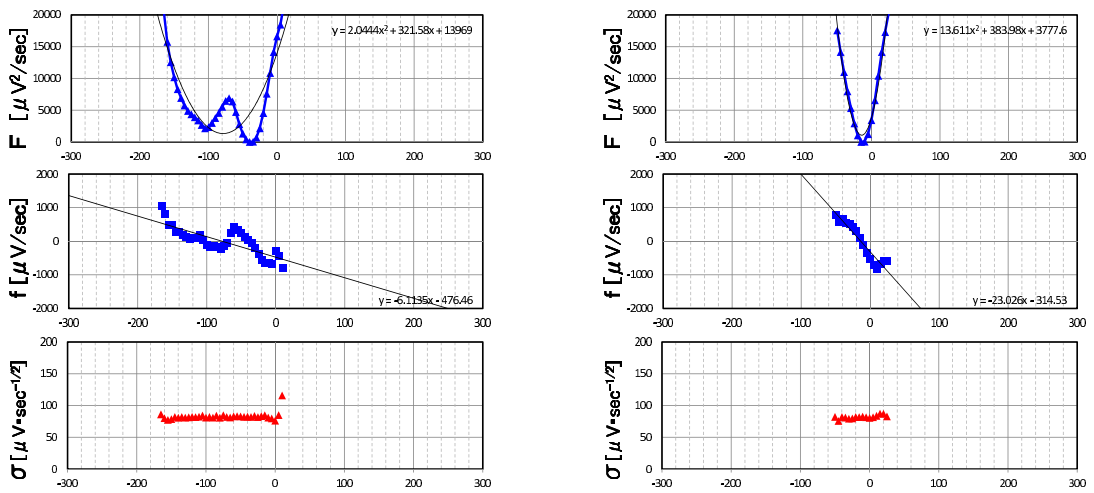 F [μV²/sec]
20000
15000
10000
5000
0
y = 2.0444x² + 321.58x + 13969
-300 -200 -100 0 100 200 300
F [μV²/sec]
20000
15000
10000
5000
0
y = 13.611x² + 383.98x + 3777.6
-300 -200 -100 0 100 200 300
f [μV/sec]
2000
1000
0
-1000
-2000
y = -6.1135x - 476.46
-300 -200 -100 0 100 200 300
f [μV/sec]
2000
1000
0
-1000
-2000
y = -23.026x - 314.53
-300 -200 -100 0 100 200 300
σ [μV•sec⁻¹/²]
200
150
100
50
0
-300 -200 -100 0 100 200 300
σ [μV•sec⁻¹/²]
200
150
100
50
0
-300 -200 -100 0 100 200 300